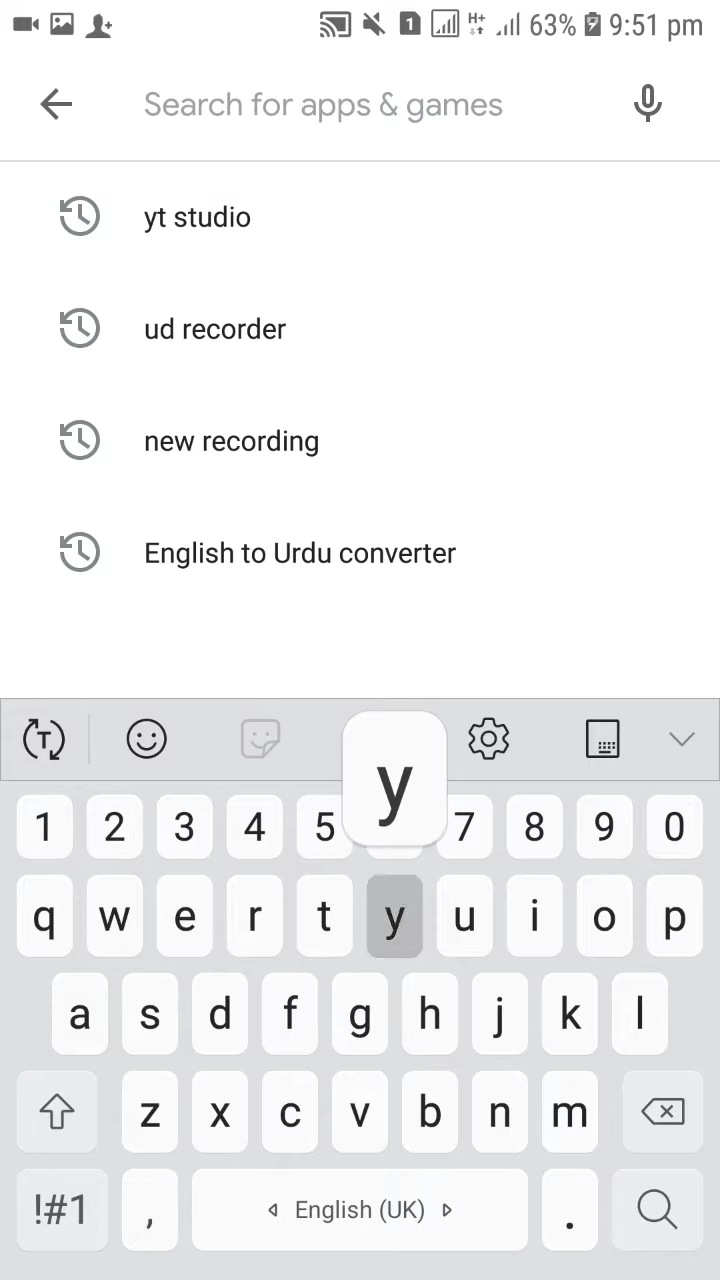 1 H+ 63% 9:51 pm
Search for apps & games
yt studio
ud recorder
new recording
English to Urdu converter
T
y
1 2 3 4 5 7 8 9 0
q w e r t y u i o p
a s d f g h j k l
z x c v b n m
!#1 , English (UK) .